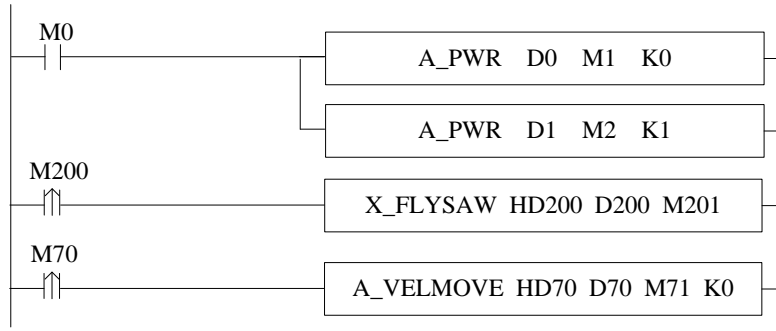 M0
A_PWR D0 M1 K0
A_PWR D1 M2 K1
M200
X_FLYSAW HD200 D200 M201
M70
A_VELMOVE HD70 D70 M71 K0